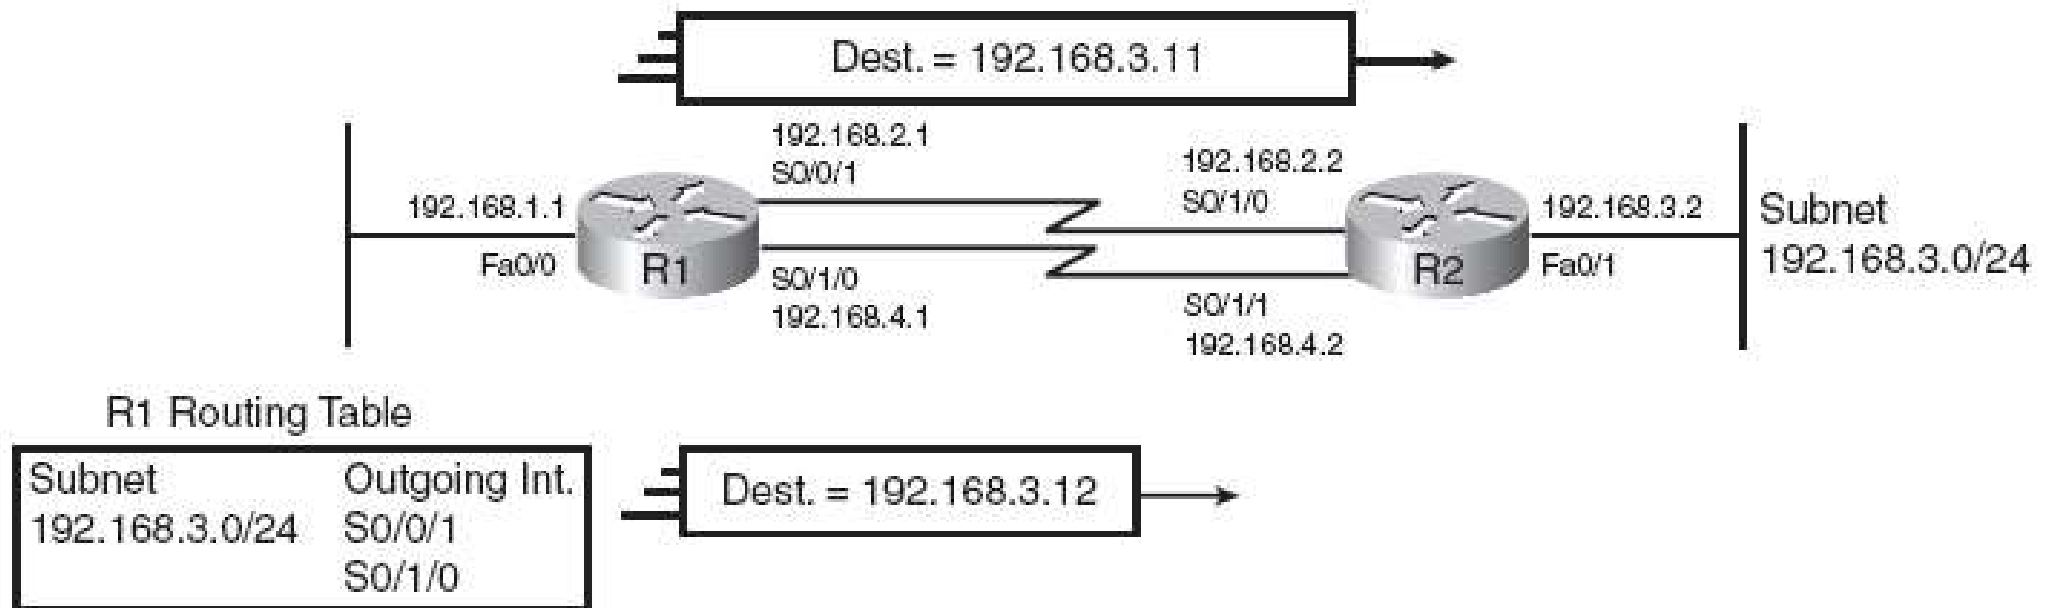 Dest. = 192.168.3.11
192.168.2.1
S0/0/1
192.168.2.2
S0/1/0
192.168.1.1
Fa0/0
R1
S0/1/0
192.168.4.1
S0/1/1
192.168.4.2
R2
192.168.3.2
Fa0/1
Subnet
192.168.3.0/24
R1 Routing Table
Subnet Outgoing Int.
192.168.3.0/24 S0/0/1
S0/1/0
Dest. = 192.168.3.12